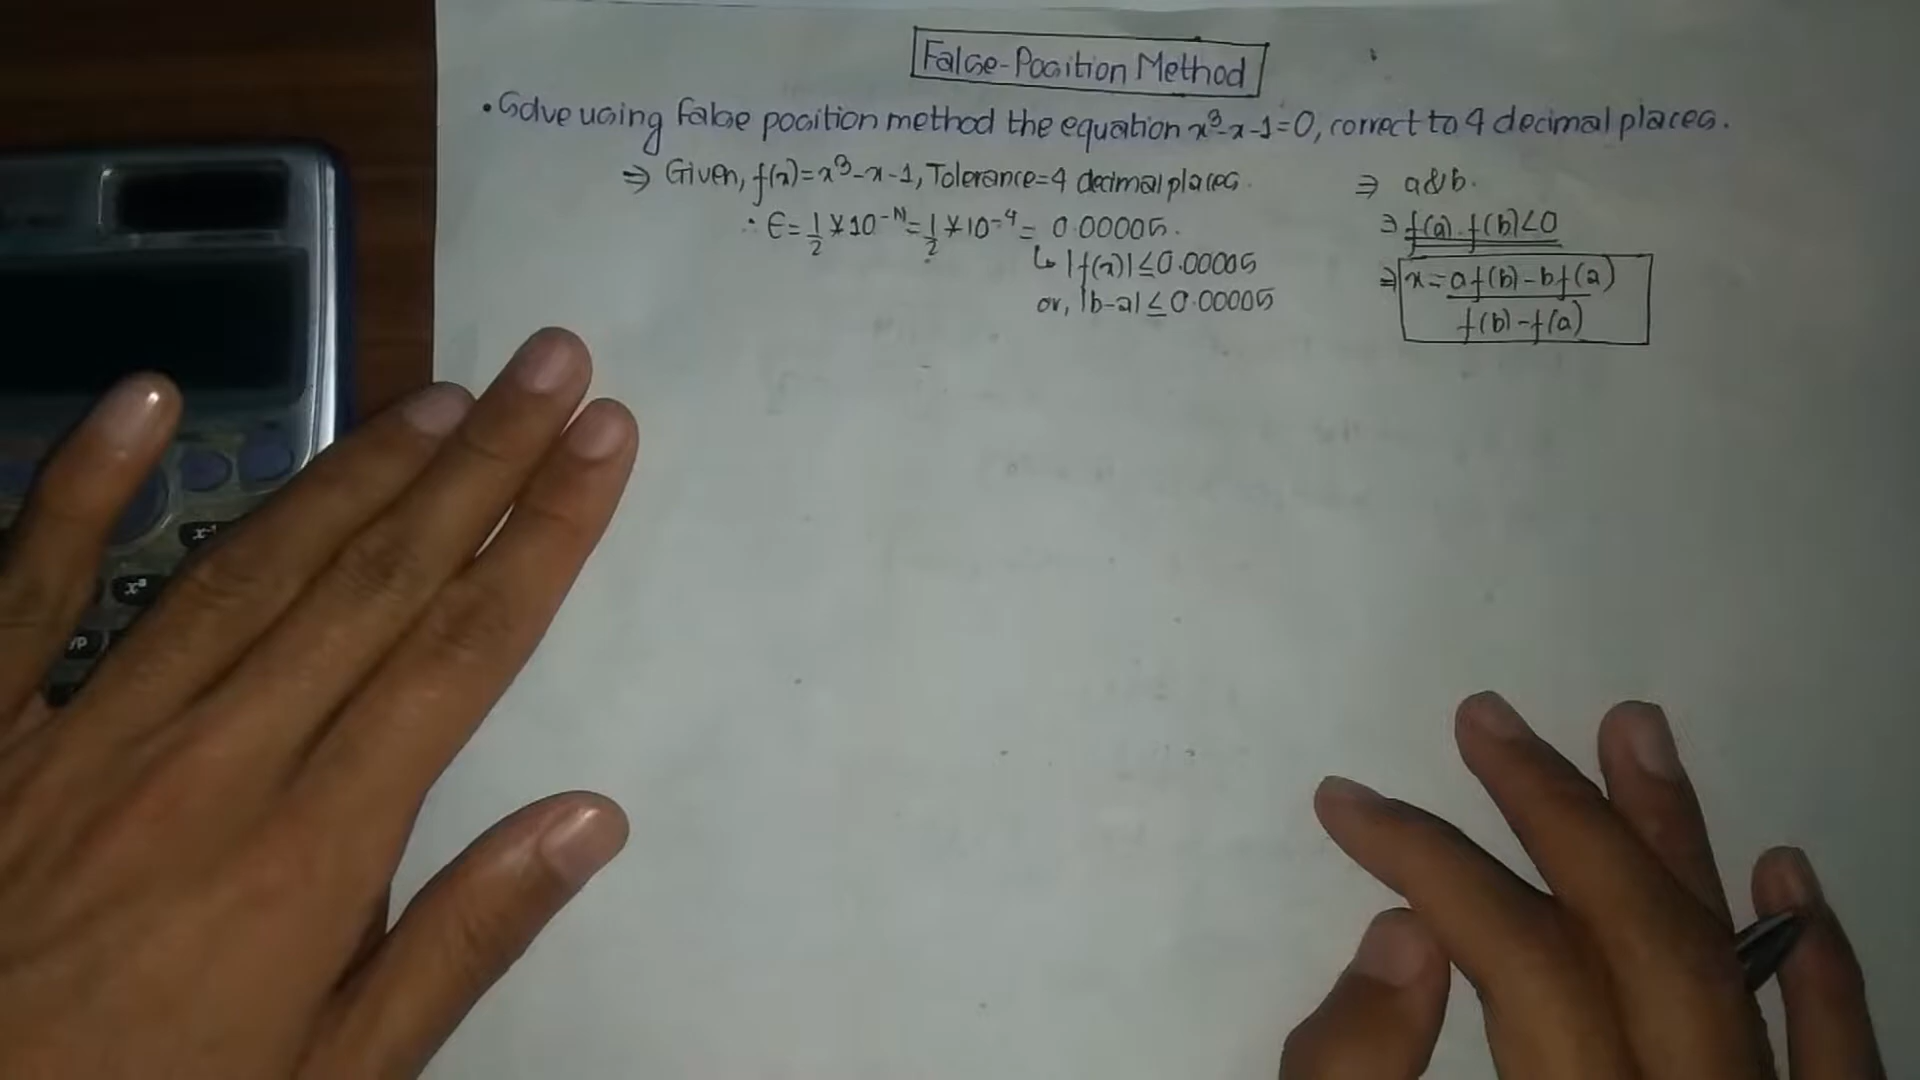 False-Position Method
• Solve using false position method the equation x³-x-1=0, correct to 4 decimal places.
⇒ Given, f(x)=x³-x-1, Tolerance=4 decimal places.
∴ E=1/2 * 10⁻ᴺ=1/2 * 10⁻⁴= 0.00005.
↳ |f(x)|≤0.00005
or, |b-a|≤0.00005
⇒ a&b.
⇒ f(a).f(b)<0
⇒ x= af(b)-bf(a)
f(b)-f(a)
x³